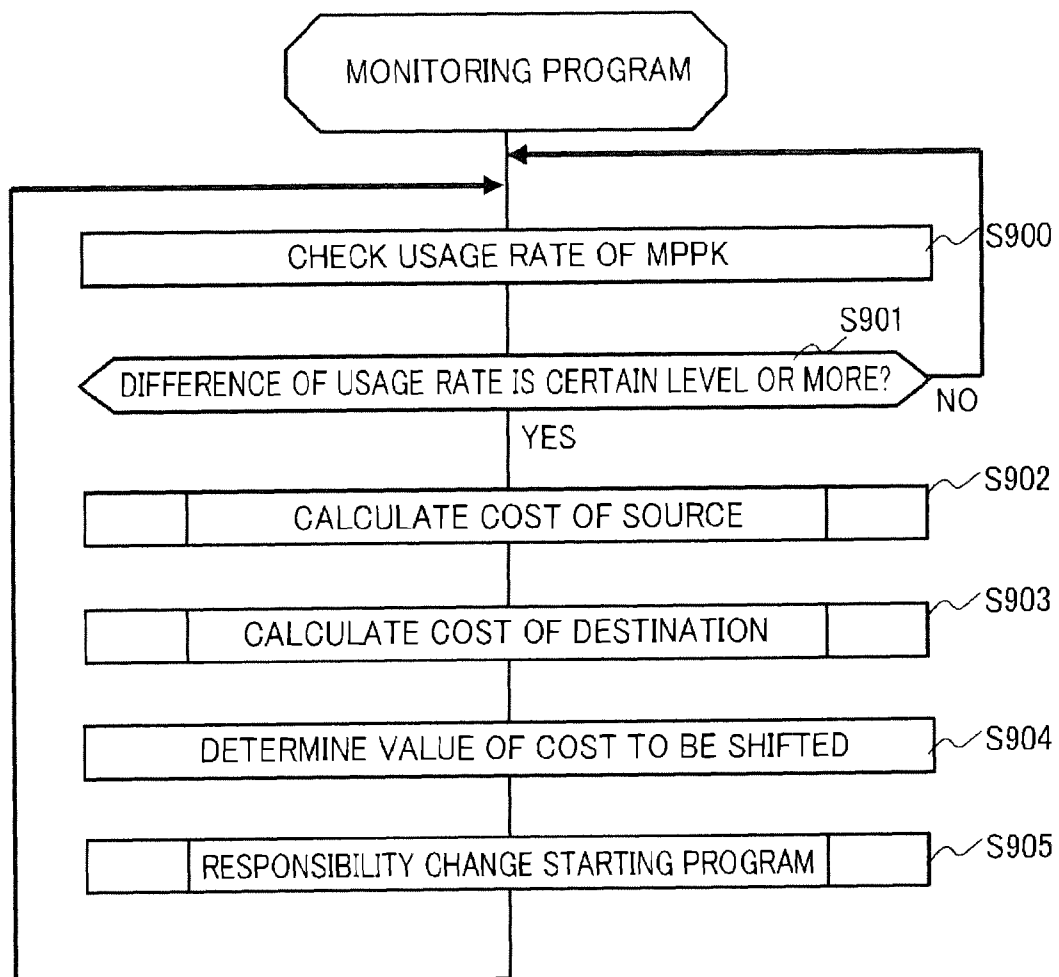 MONITORING PROGRAM
CHECK USAGE RATE OF MPPK
S900
S901
DIFFERENCE OF USAGE RATE IS CERTAIN LEVEL OR MORE?
NO
YES
S902
CALCULATE COST OF SOURCE
S903
CALCULATE COST OF DESTINATION
DETERMINE VALUE OF COST TO BE SHIFTED
S904
S905
RESPONSIBILITY CHANGE STARTING PROGRAM